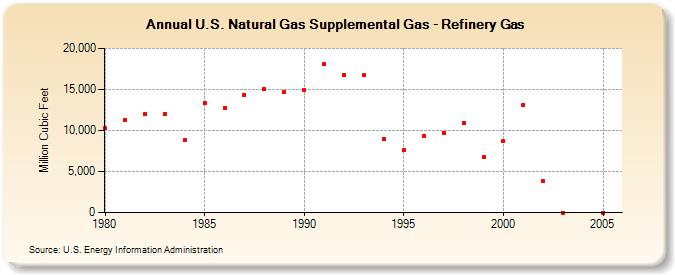 Annual U.S. Natural Gas Supplemental Gas - Refinery Gas
Million Cubic Feet
20,000
15,000
10,000
5,000
0
1980 1985 1990 1995 2000 2005
Source: U.S. Energy Information Administration